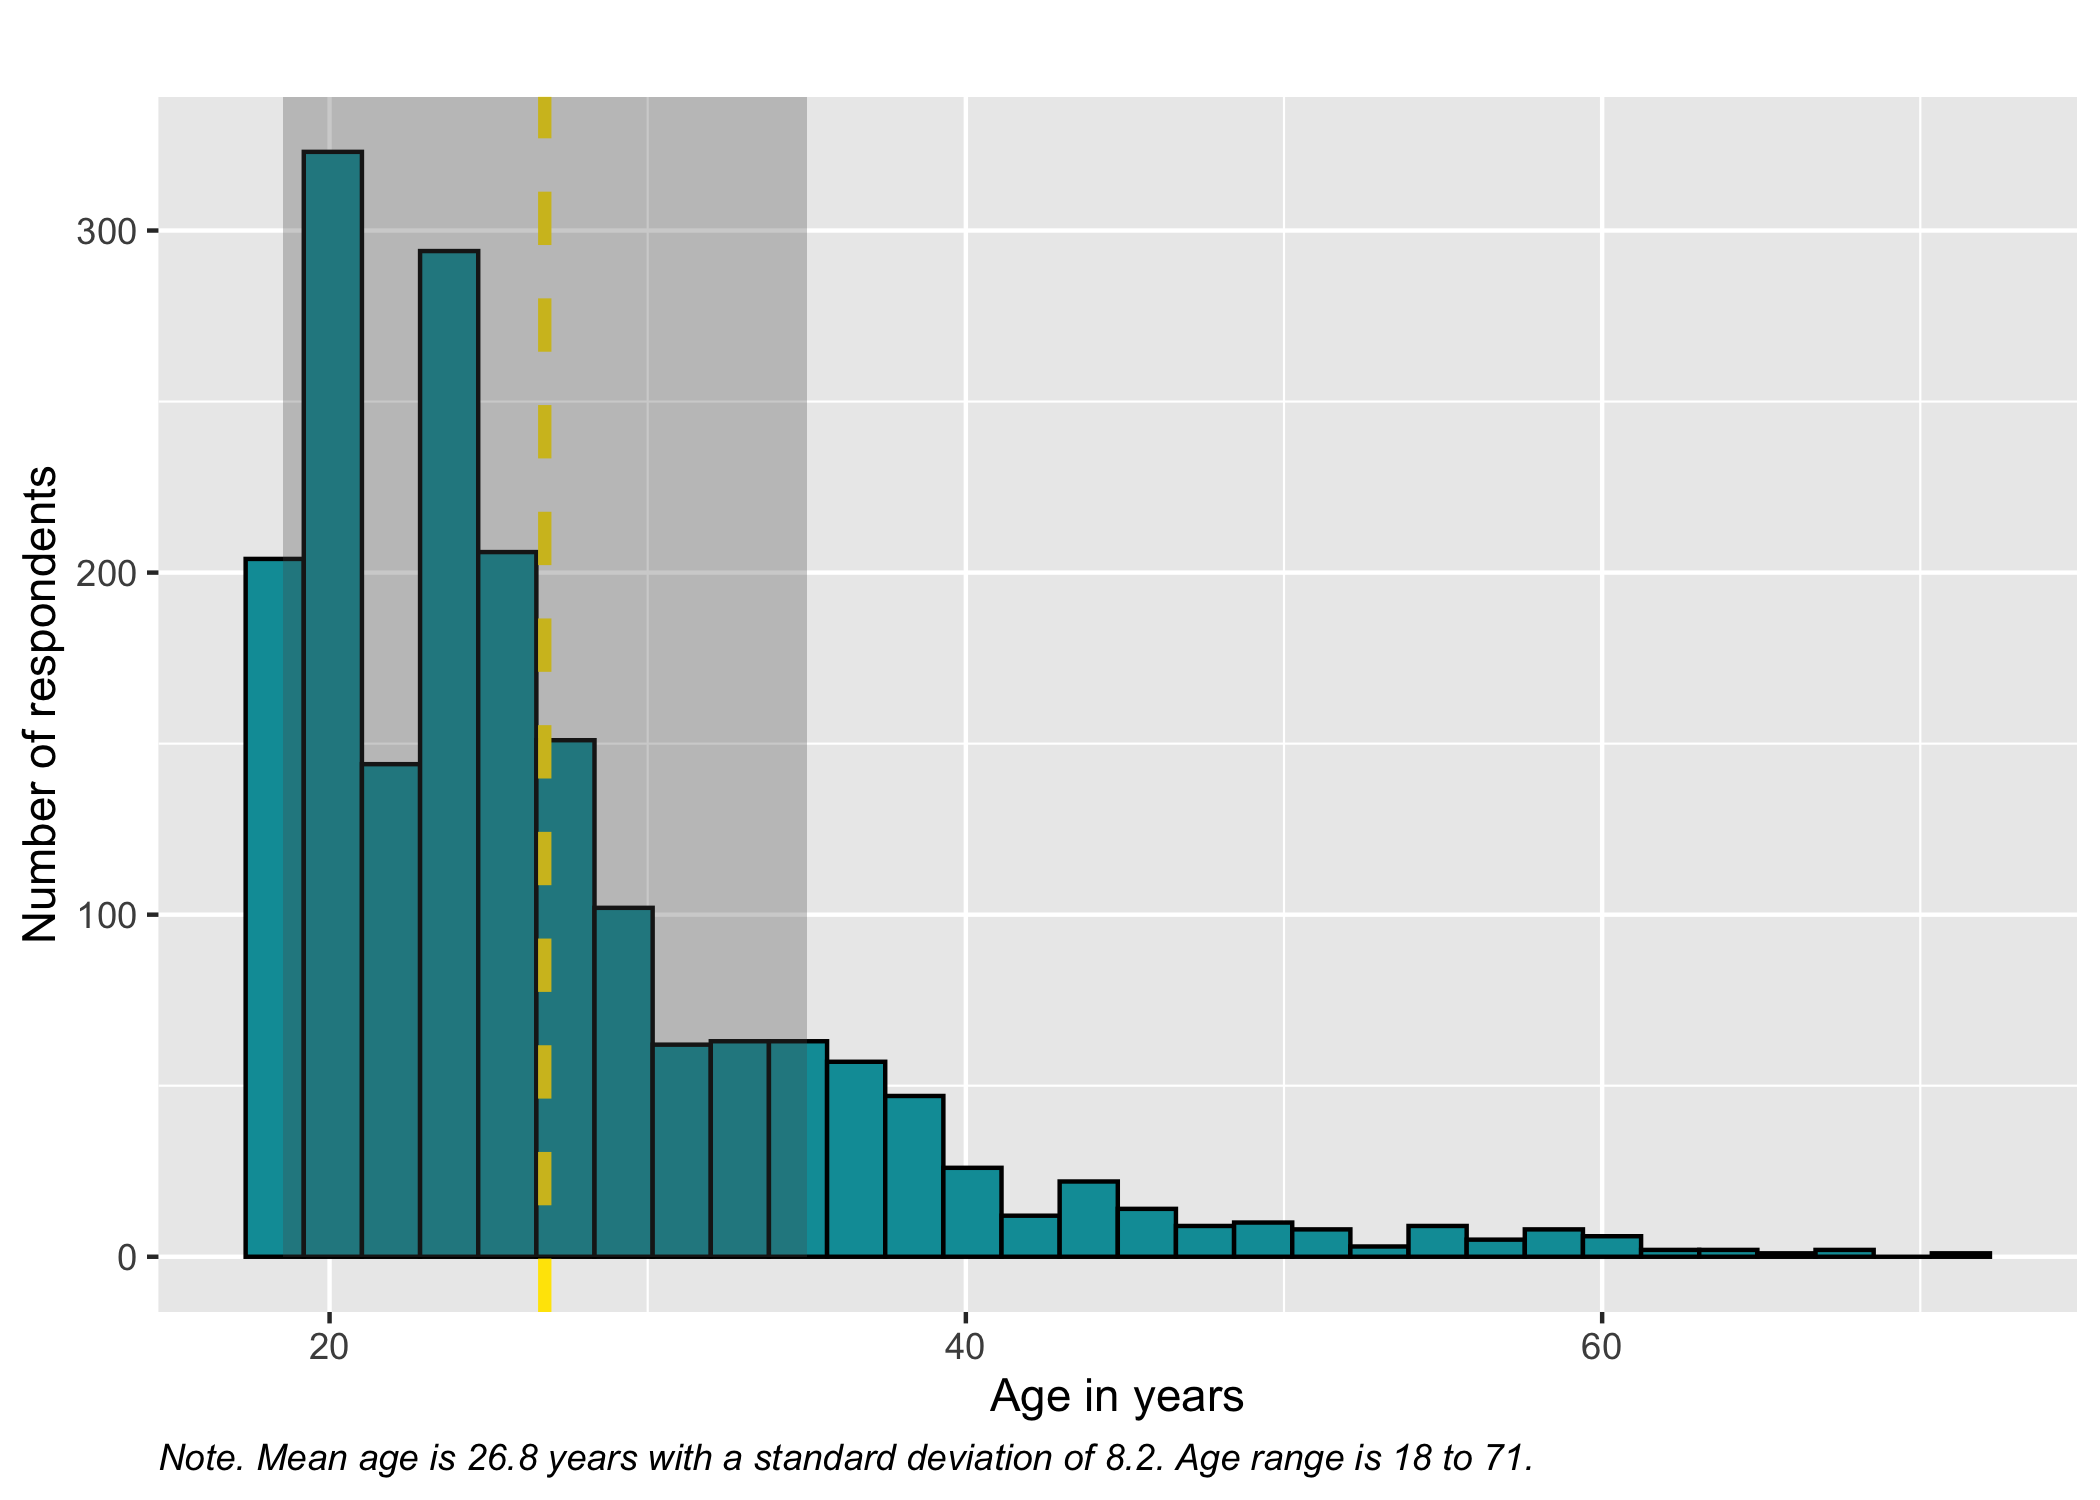 300
200
100
0
Number of respondents
20 40 60
Age in years
Note. Mean age is 26.8 years with a standard deviation of 8.2. Age range is 18 to 71.